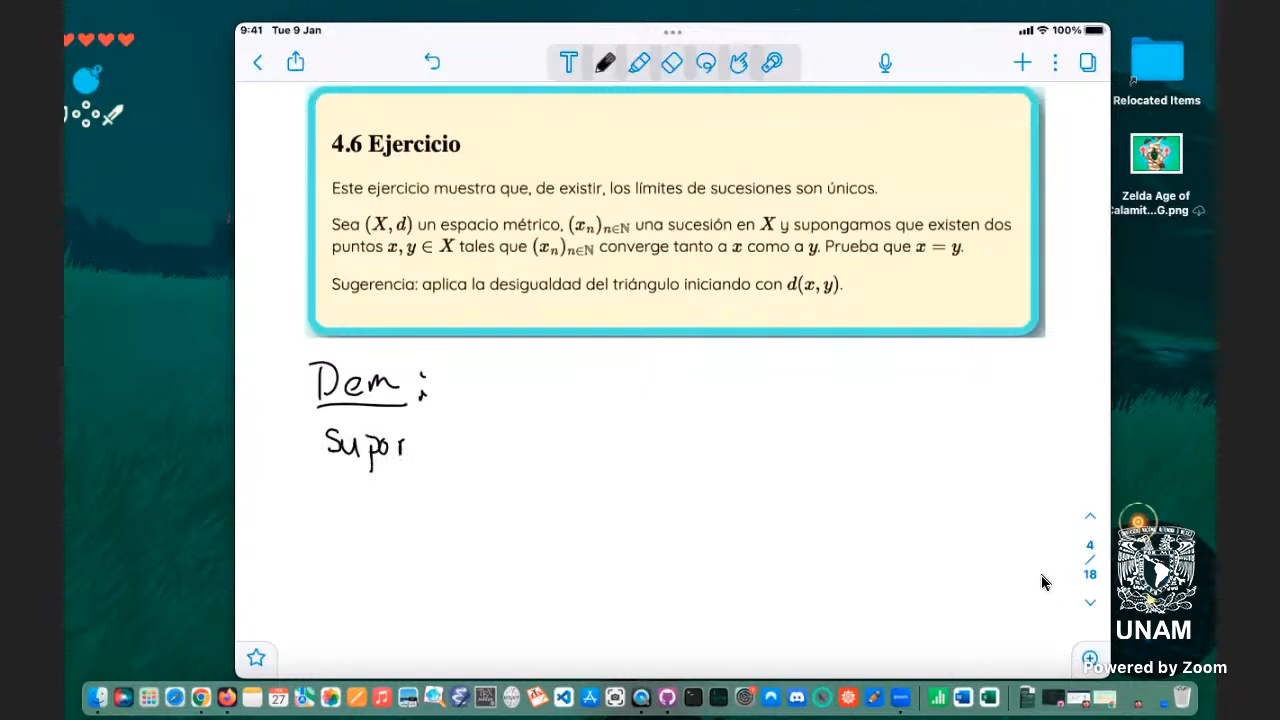 9:41 Tue 9 Jan
100%
4.6 Ejercicio
Este ejercicio muestra que, de existir, los límites de sucesiones son únicos.
Sea (X, d) un espacio métrico, (xₙ)ₙ∈ℕ una sucesión en X y supongamos que existen dos
puntos x, y ∈ X tales que (xₙ)ₙ∈ℕ converge tanto a x como a y. Prueba que x = y.
Sugerencia: aplica la desigualdad del triángulo iniciando con d(x, y).
Dem:
Supon
4
/
18
Relocated Items
Zelda Age of
Calamit...G.png
UNAM
Powered by Zoom
27